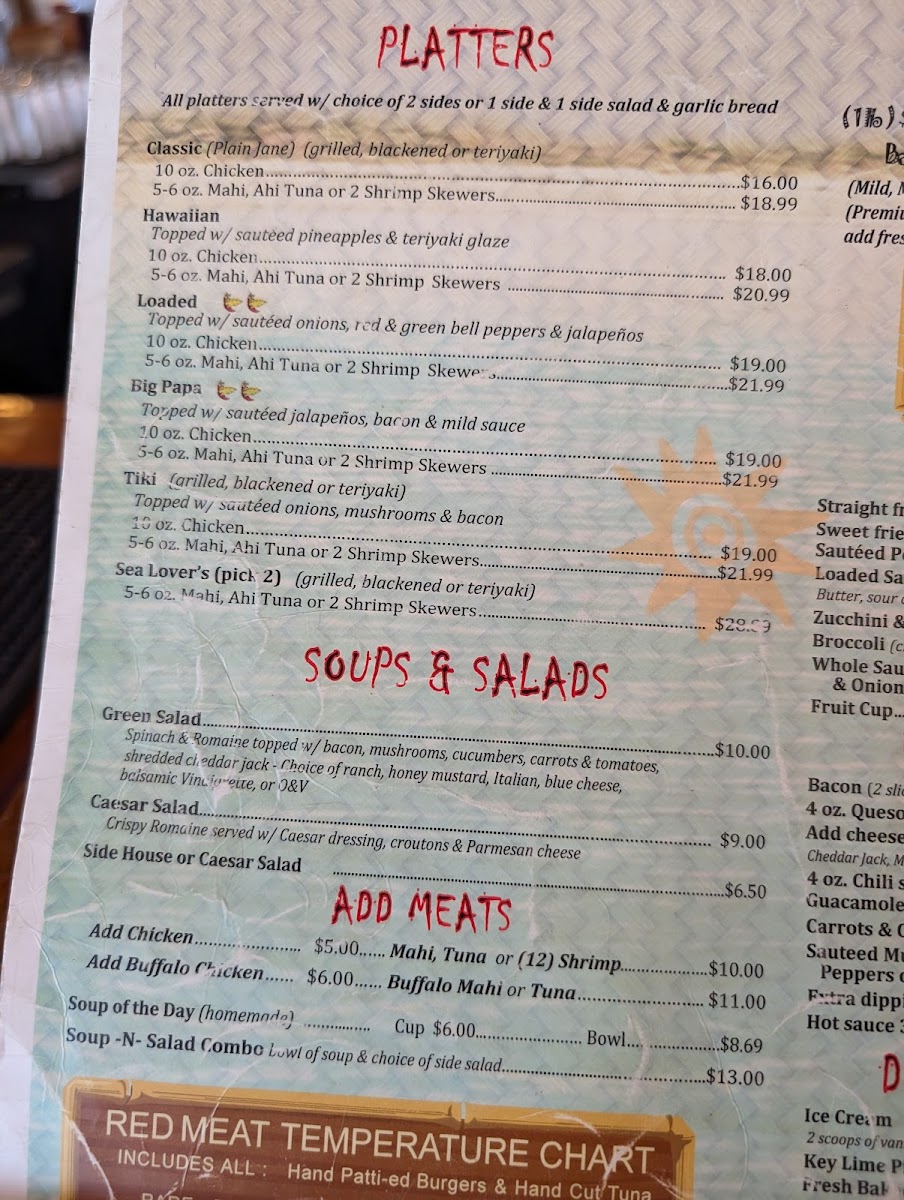 PLATTERS
All platters served w/ choice of 2 sides or 1 side & 1 side salad & garlic bread
Classic (Plain Jane) (grilled, blackened or teriyaki)
10 oz. Chicken $16.00
5-6 oz. Mahi, Ahi Tuna or 2 Shrimp Skewers $18.99
Hawaiian
Topped w/ sautéed pineapples & teriyaki glaze
10 oz. Chicken $18.00
5-6 oz. Mahi, Ahi Tuna or 2 Shrimp Skewers $20.99
Loaded
Topped w/ sautéed onions, red & green bell peppers & jalapeños
10 oz. Chicken $19.00
5-6 oz. Mahi, Ahi Tuna or 2 Shrimp Skewers $21.99
Big Papa
Topped w/ sautéed jalapeños, bacon & mild sauce
10 oz. Chicken $19.00
5-6 oz. Mahi, Ahi Tuna or 2 Shrimp Skewers $21.99
Tiki (grilled, blackened or teriyaki)
Topped w/ sautéed onions, mushrooms & bacon
10 oz. Chicken $19.00
5-6 oz. Mahi, Ahi Tuna or 2 Shrimp Skewers $21.99
Sea Lover's (pick 2) (grilled, blackened or teriyaki)
5-6 oz. Mahi, Ahi Tuna or 2 Shrimp Skewers
SOUPS & SALADS
Green Salad $10.00
Spinach & Romaine topped w/ bacon, mushrooms, cucumbers, carrots & tomatoes,
shredded cheddar jack - Choice of ranch, honey mustard, Italian, blue cheese,
balsamic Vinaigrette, or O&V
Caesar Salad $9.00
Crispy Romaine served w/ Caesar dressing, croutons & Parmesan cheese
Side House or Caesar Salad $6.50
ADD MEATS
Add Chicken $5.00 Mahi, Tuna or (12) Shrimp $10.00
Add Buffalo Chicken $6.00 Buffalo Mahi or Tuna $11.00
Soup of the Day (homemade) Cup $6.00 Bowl $8.69
Soup -N- Salad Combo bowl of soup & choice of side salad $13.00
RED MEAT TEMPERATURE CHART
INCLUDES ALL : Hand Patti-ed Burgers & Hand Cut Tuna
(1lb)
(Mild,
add
Straight
Sweet
Sautéed
Loaded
Butter, sour
Zucchini &
Broccoli
Whole
& Onion
Fruit Cup
Bacon (2
4 oz. Queso
Add cheese
Cheddar Jack,
4 oz. Chili
Guacamole
Carrots &
Sauteed
Peppers
Extra
Hot sauce
Ice Cream
2 scoops of
Key Lime
Fresh